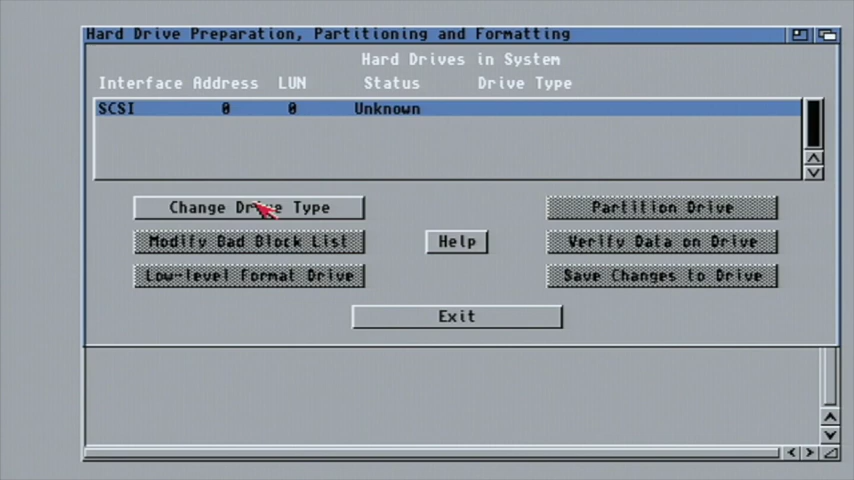 Hard Drive Preparation, Partitioning and Formatting
Hard Drives in System
Interface Address LUN Status Drive Type
SCSI 0 0 Unknown
Change Drive Type Partition Drive
Modify Bad Block List Help Verify Data on Drive
Low-level Format Drive Save Changes to Drive
Exit